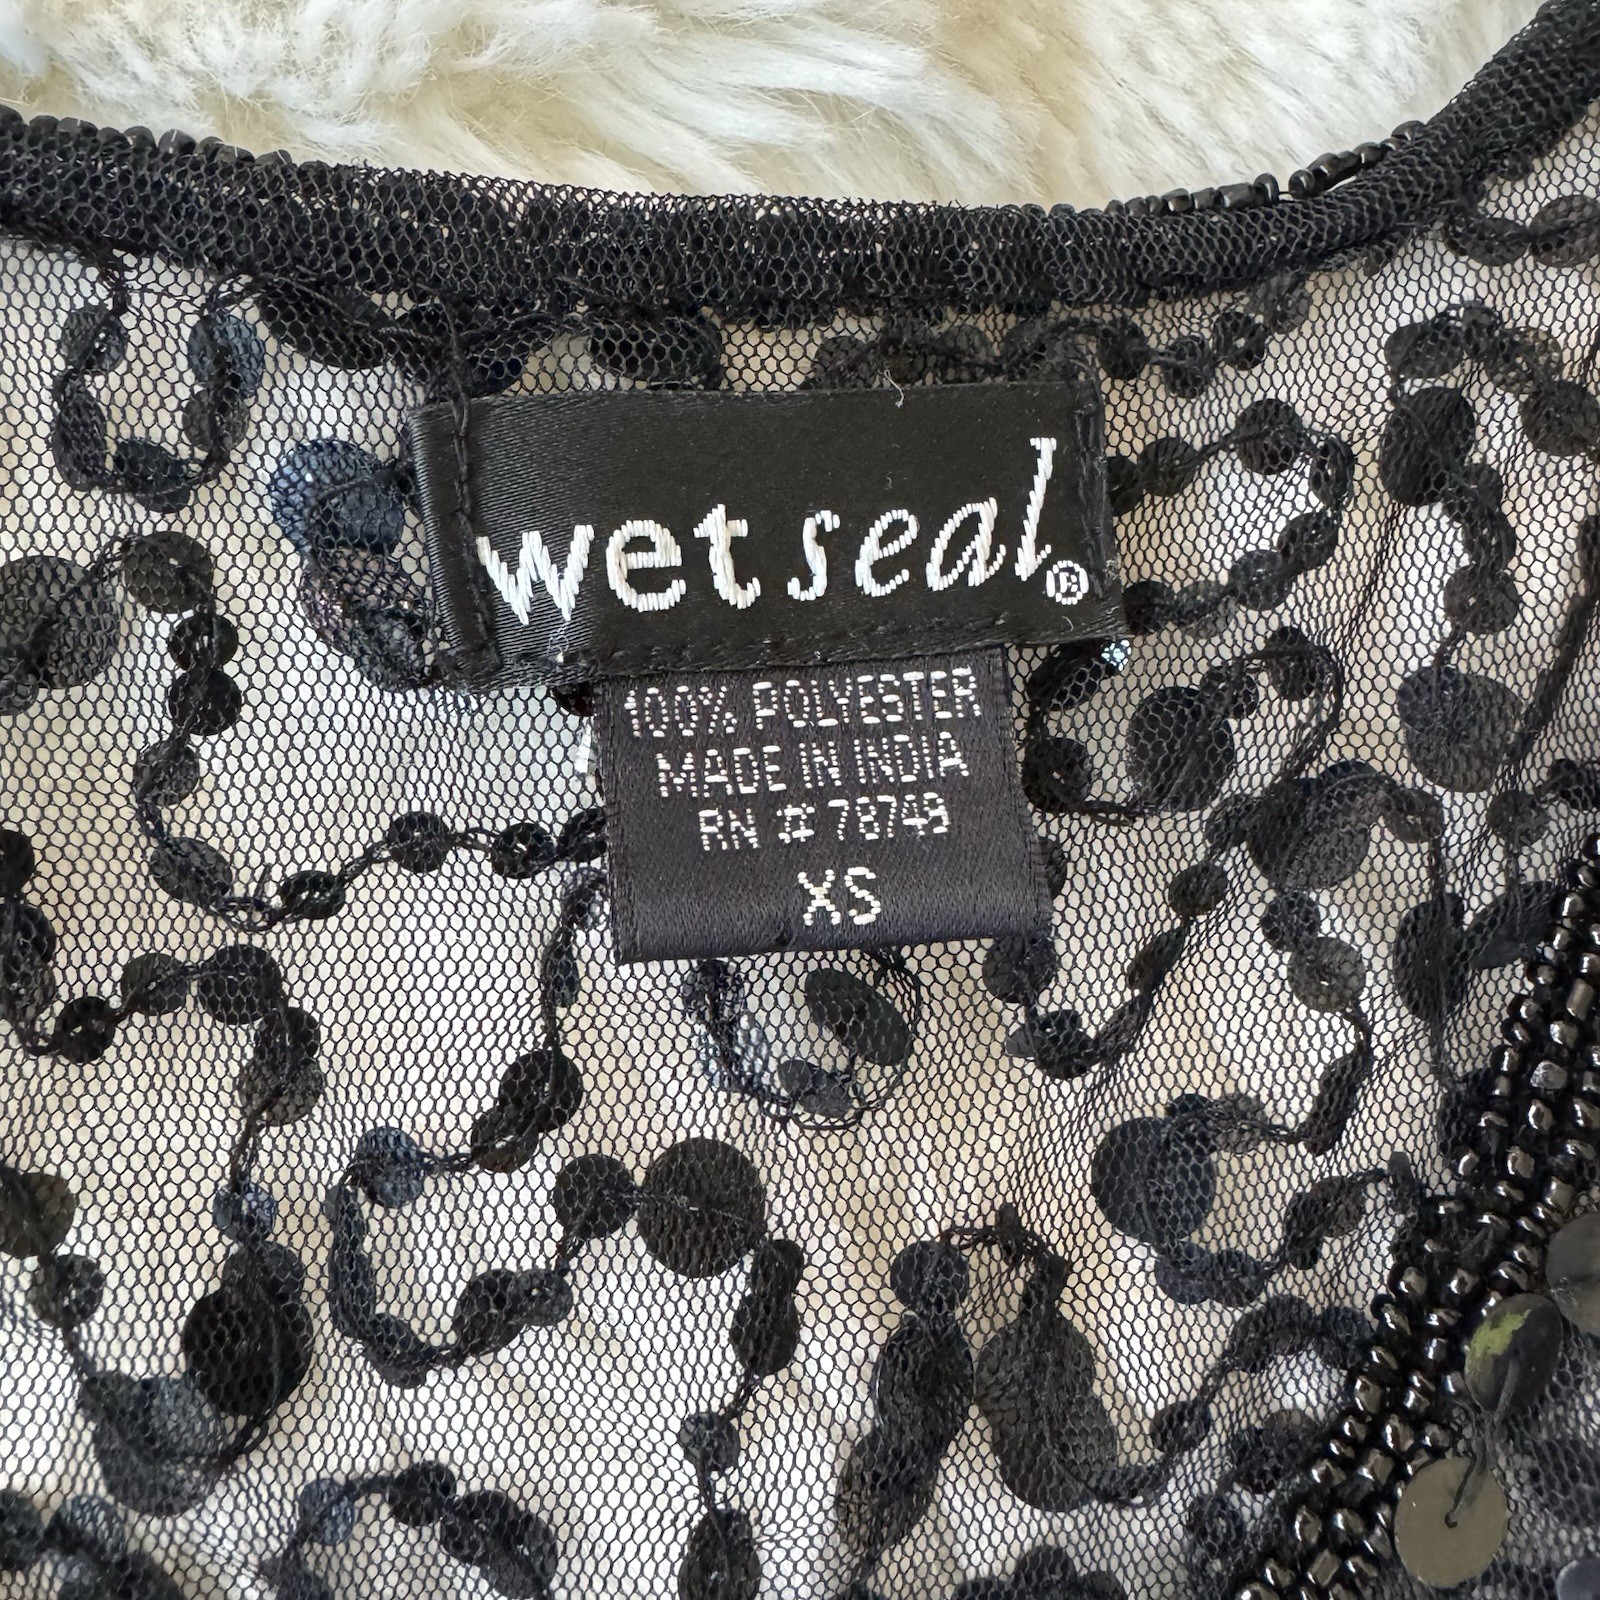 wet seal®
100% POLYESTER
MADE IN INDIA
RN # 78749
XS